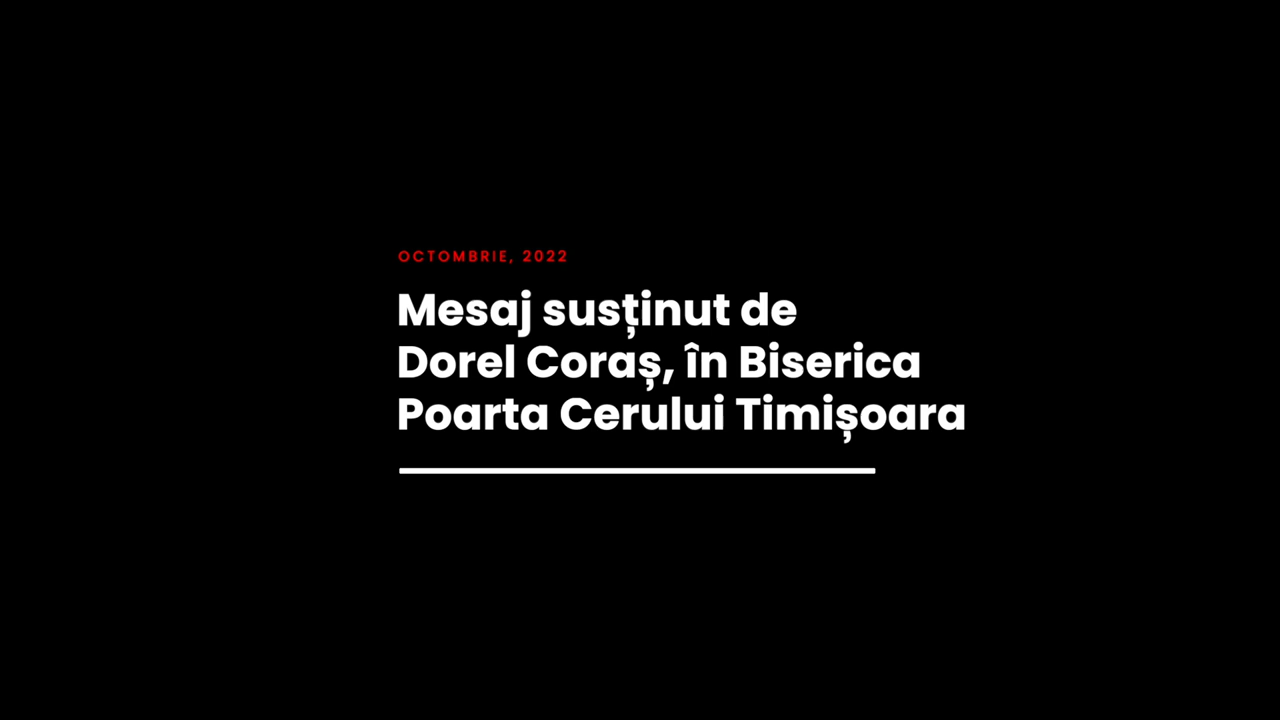 OCTOMBRIE, 2022
Mesaj susținut de
Dorel Coraș, în Biserica
Poarta Cerului Timișoara